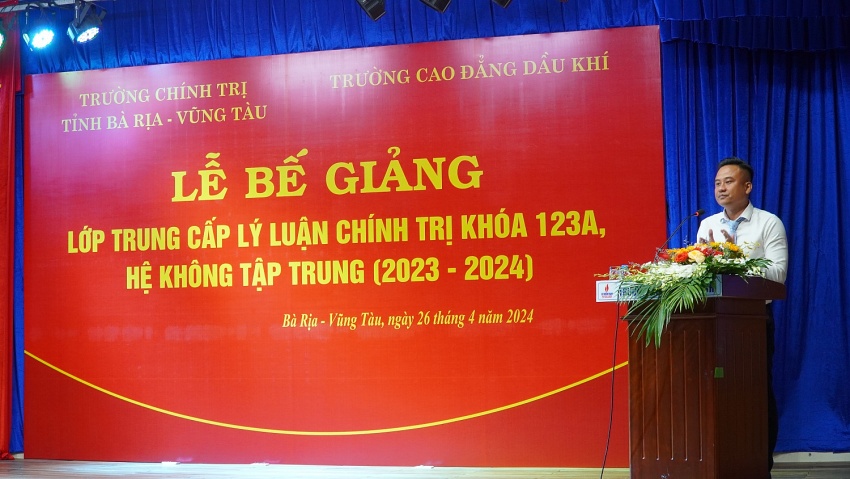 TRƯỜNG CHÍNH TRỊ
TỈNH BÀ RỊA - VŨNG TÀU
TRƯỜNG CAO ĐẲNG DẦU KHÍ
LỄ BẾ GIẢNG
LỚP TRUNG CẤP LÝ LUẬN CHÍNH TRỊ KHÓA 123A,
HỆ KHÔNG TẬP TRUNG (2023 - 2024)
Bà Rịa - Vũng Tàu, ngày 26 tháng 4 năm 2024